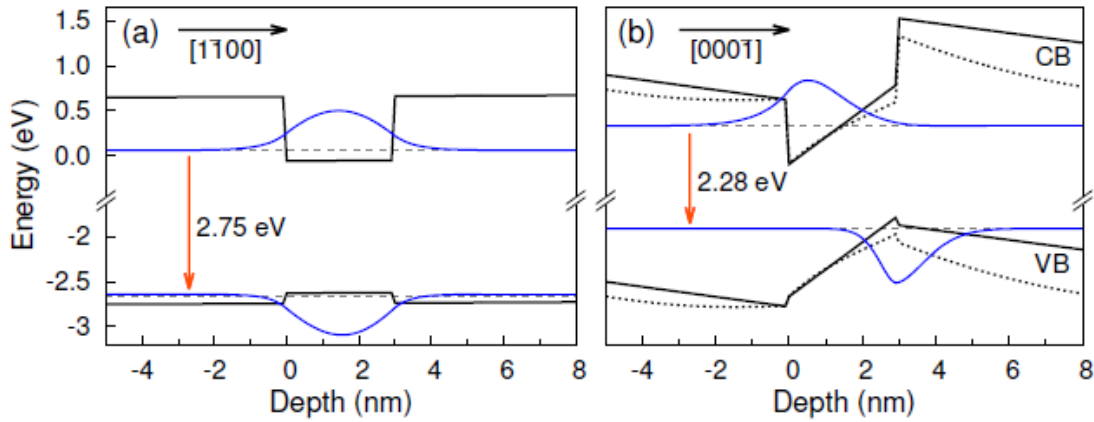 (a)
[11̄00]
2.75 eV
1.5
1.0
0.5
0.0
-2
-2.5
-3
Energy (eV)
-4 -2 0 2 4 6 8
Depth (nm)
(b)
[0001̄]
CB
2.28 eV
VB
-4 -2 0 2 4 6 8
Depth (nm)